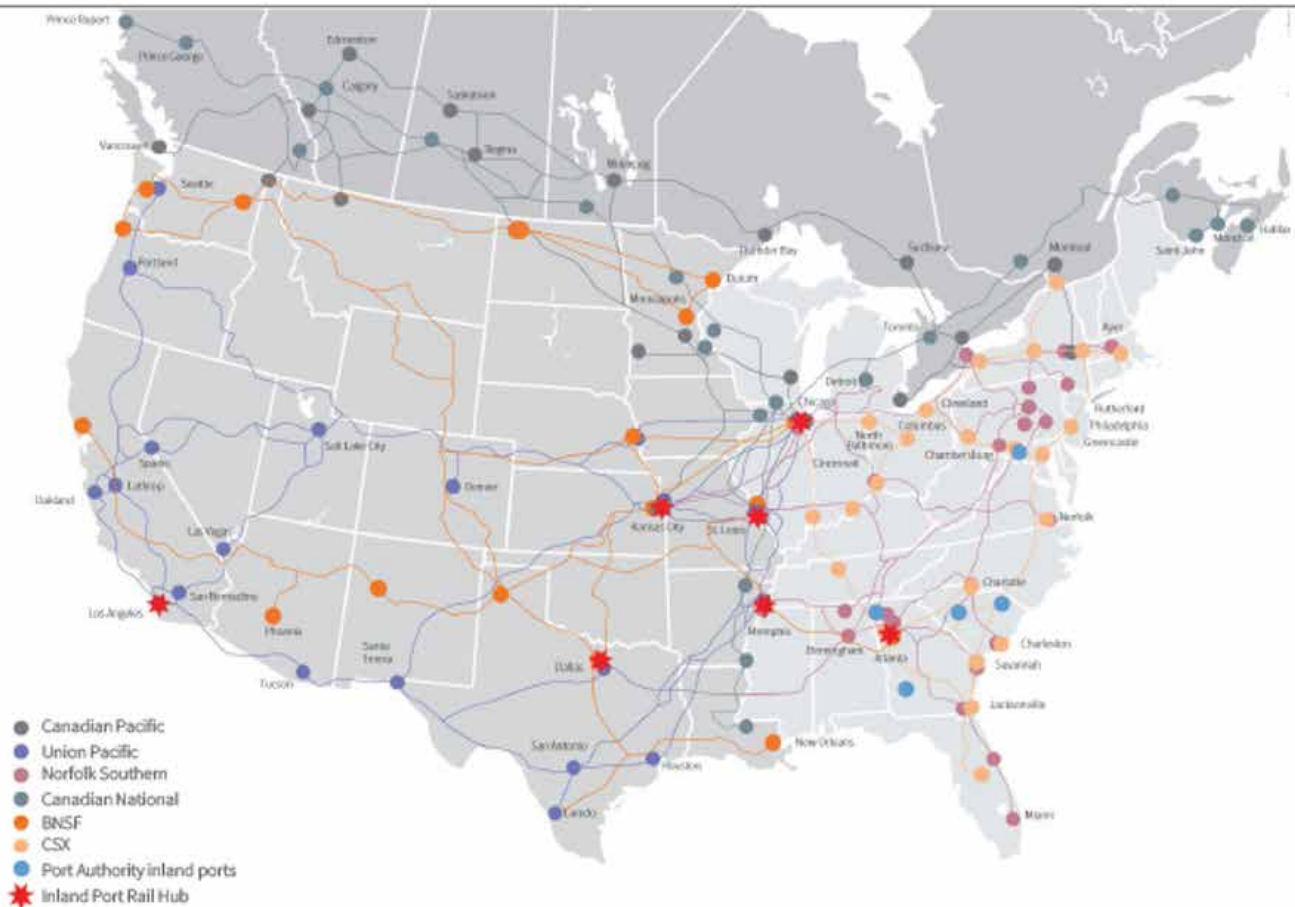 Prince Rupert
Prince George
Edmonton
Calgary
Saskatoon
Vancouver
Regina
Winnipeg
Seattle
Thunder Bay
Sudbury
Montreal
Saint John
Moncton
Halifax
Portland
Duluth
Minneapolis
Toronto
Ayer
Detroit
Chicago
Cleveland
Rutherford
Columbus
Philadelphia
North Baltimore
Greencastle
Salt Lake City
Chambersburg
Sparks
Cincinnati
Lathrop
Denver
Oakland
Kansas City
St. Louis
Norfolk
Las Vegas
San Bernadino
Charlotte
Los Angeles
Phoenix
Memphis
Charleston
Santa Teresa
Birmingham
Atlanta
Dallas
Savannah
Tucson
Jacksonville
Canadian Pacific
Union Pacific
San Antonio
New Orleans
Norfolk Southern
Houston
Canadian National
Laredo
Miami
BNSF
CSX
Port Authority inland ports
Inland Port Rail Hub